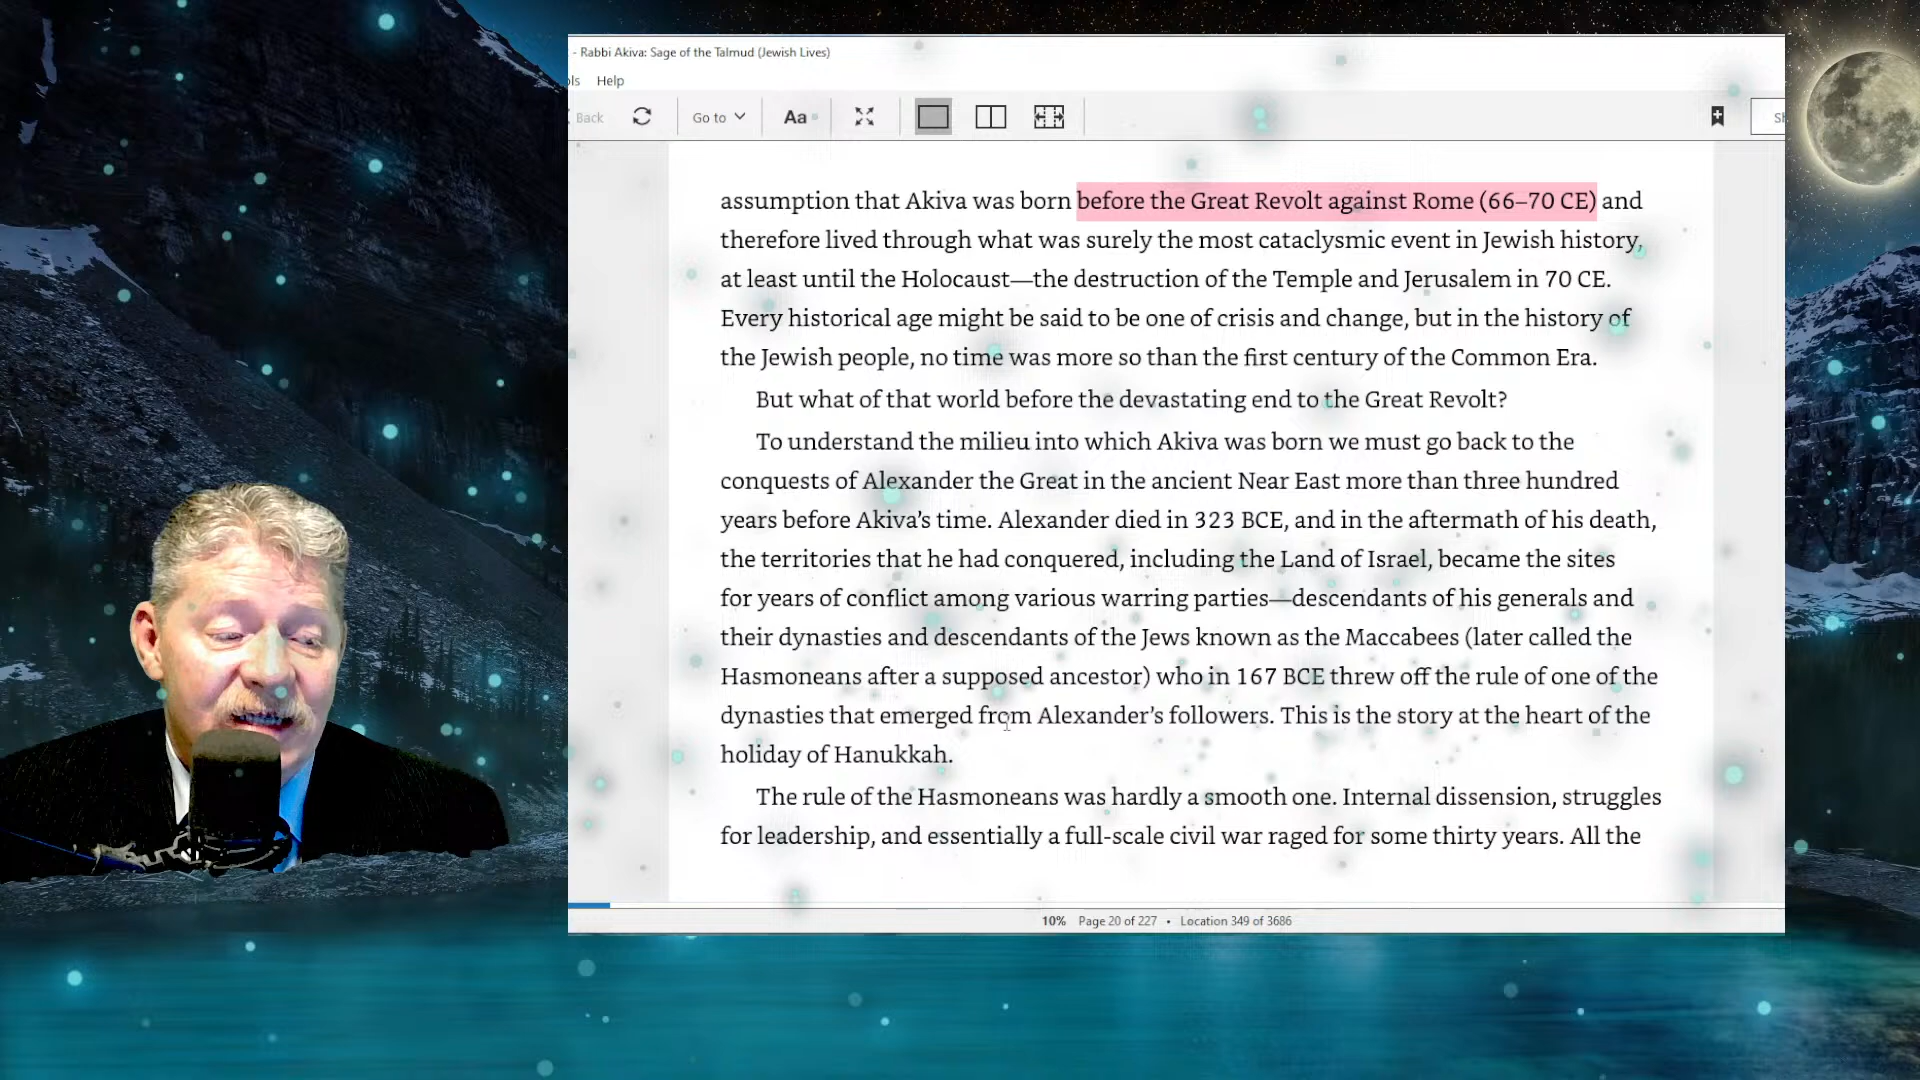 - Rabbi Akiva: Sage of the Talmud (Jewish Lives)
ols Help
Back Go to Aa
assumption that Akiva was born before the Great Revolt against Rome (66–70 CE) and
therefore lived through what was surely the most cataclysmic event in Jewish history,
at least until the Holocaust—the destruction of the Temple and Jerusalem in 70 CE.
Every historical age might be said to be one of crisis and change, but in the history of
the Jewish people, no time was more so than the first century of the Common Era.
But what of that world before the devastating end to the Great Revolt?
To understand the milieu into which Akiva was born we must go back to the
conquests of Alexander the Great in the ancient Near East more than three hundred
years before Akiva’s time. Alexander died in 323 BCE, and in the aftermath of his death,
the territories that he had conquered, including the Land of Israel, became the sites
for years of conflict among various warring parties—descendants of his generals and
their dynasties and descendants of the Jews known as the Maccabees (later called the
Hasmoneans after a supposed ancestor) who in 167 BCE threw off the rule of one of the
dynasties that emerged from Alexander’s followers. This is the story at the heart of the
holiday of Hanukkah.
The rule of the Hasmoneans was hardly a smooth one. Internal dissension, struggles
for leadership, and essentially a full-scale civil war raged for some thirty years. All the
10% Page 20 of 227 • Location 349 of 3686